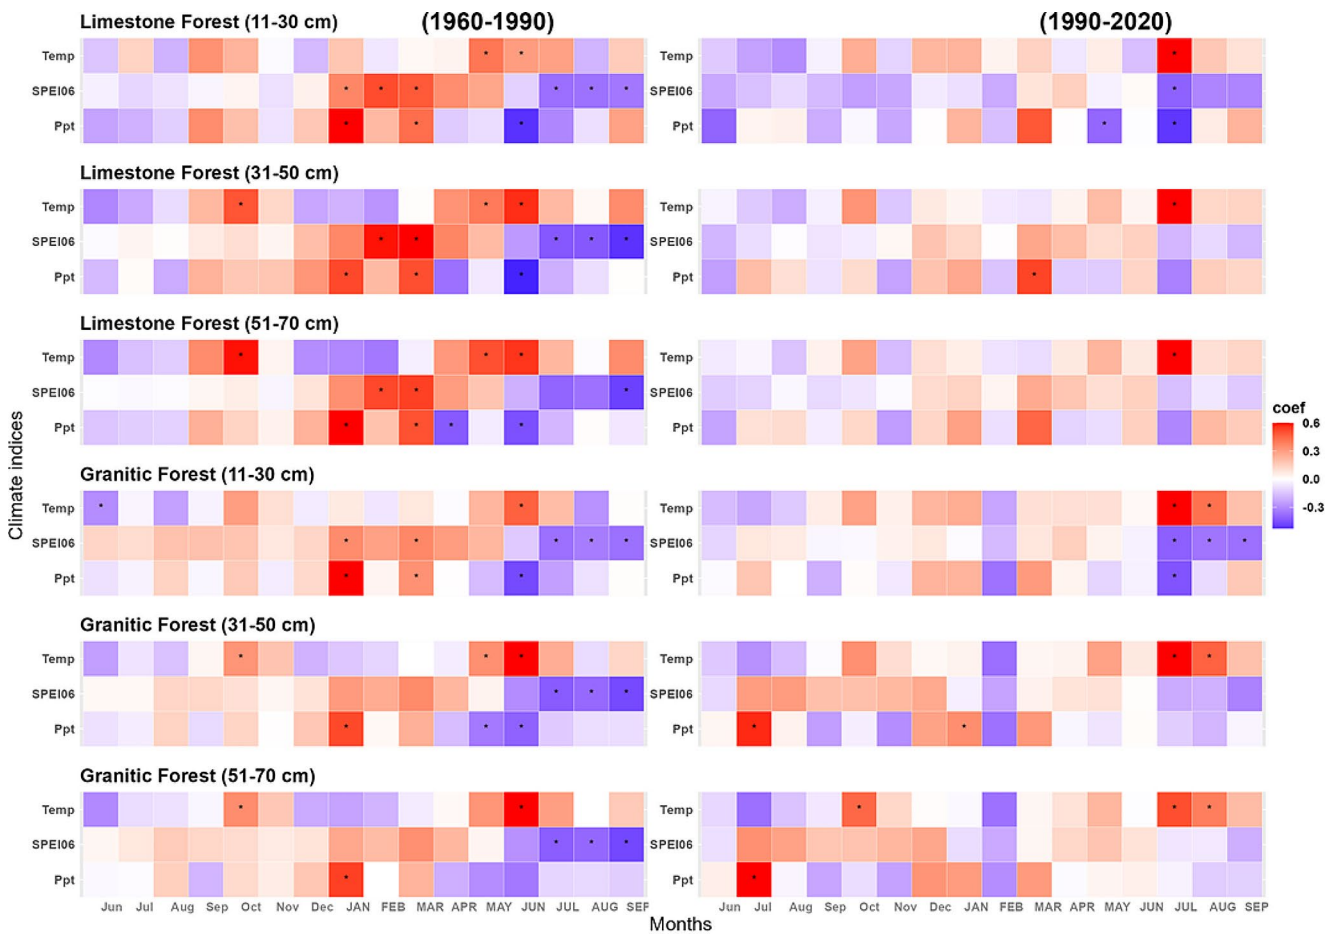 Limestone Forest (11-30 cm) (1960-1990) (1990-2020)
Temp
SPEI06 SPEI06
Ppt Ppt
Temp
Limestone Forest (31-50 cm)
Temp Temp
SPEI06 SPEI06
Ppt Ppt
Limestone Forest (51-70 cm)
Temp Temp
SPEI06 SPEI06
Ppt Ppt
coef
0.6
0.3
0.0
-0.3
Climate indices
Granitic Forest (11-30 cm)
Temp Temp
SPEI06 SPEI06
Ppt Ppt
Granitic Forest (31-50 cm)
Temp Temp
SPEI06 SPEI06
Ppt Ppt
Granitic Forest (51-70 cm)
Temp Temp
SPEI06 SPEI06
Ppt Ppt
Jun Jul Aug Sep Oct Nov Dec JAN FEB MAR APR MAY JUN JUL AUG SEP Jun Jul Aug Sep Oct Nov Dec JAN FEB MAR APR MAY JUN JUL AUG SEP
Months